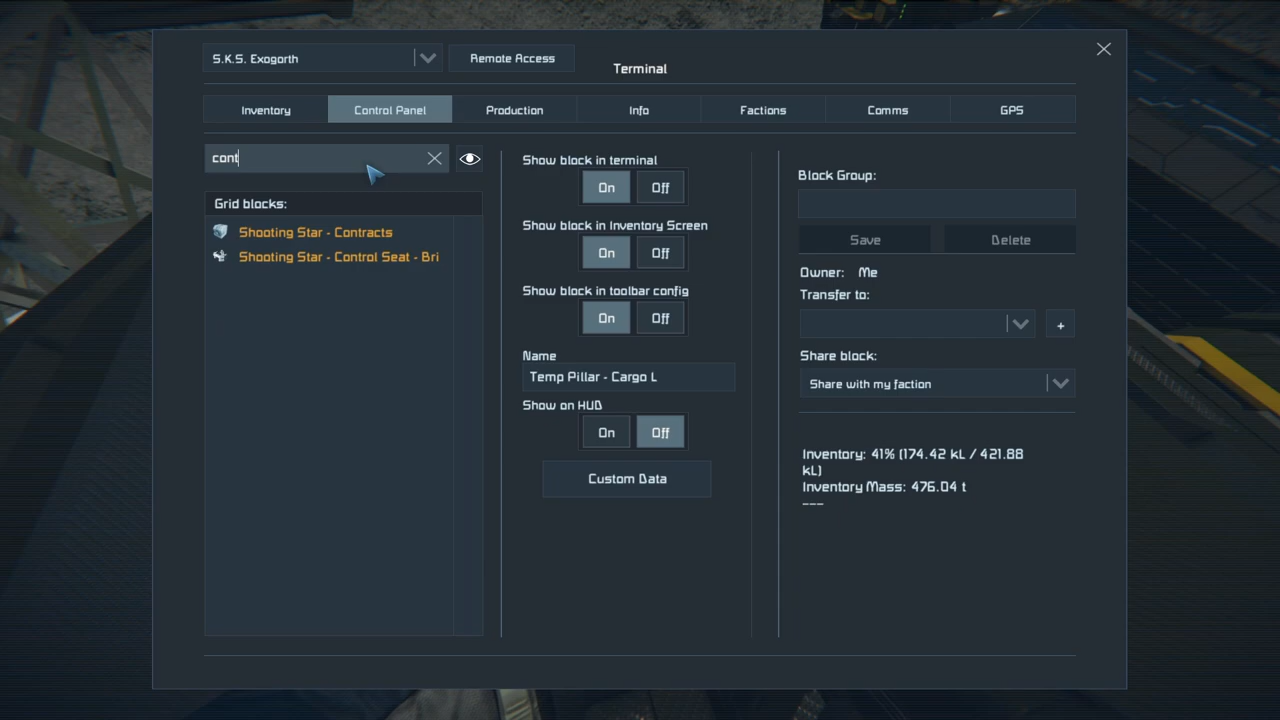 S.K.S. Exogorth
Remote Access
Terminal
Inventory
Control Panel
Production
Info
Factions
Comms
GPS
cont
Grid blocks:
Shooting Star - Contracts
Shooting Star - Control Seat - Bri
Show block in terminal
On
Off
Show block in Inventory Screen
On
Off
Show block in toolbar config
On
Off
Name
Temp Pillar - Cargo L
Show on HUD
On
Off
Custom Data
Block Group:
Save
Delete
Owner: Me
Transfer to:
+
Share block:
Share with my faction
Inventory: 41% (174.42 kL / 421.88
kL)
Inventory Mass: 476.04 t
---